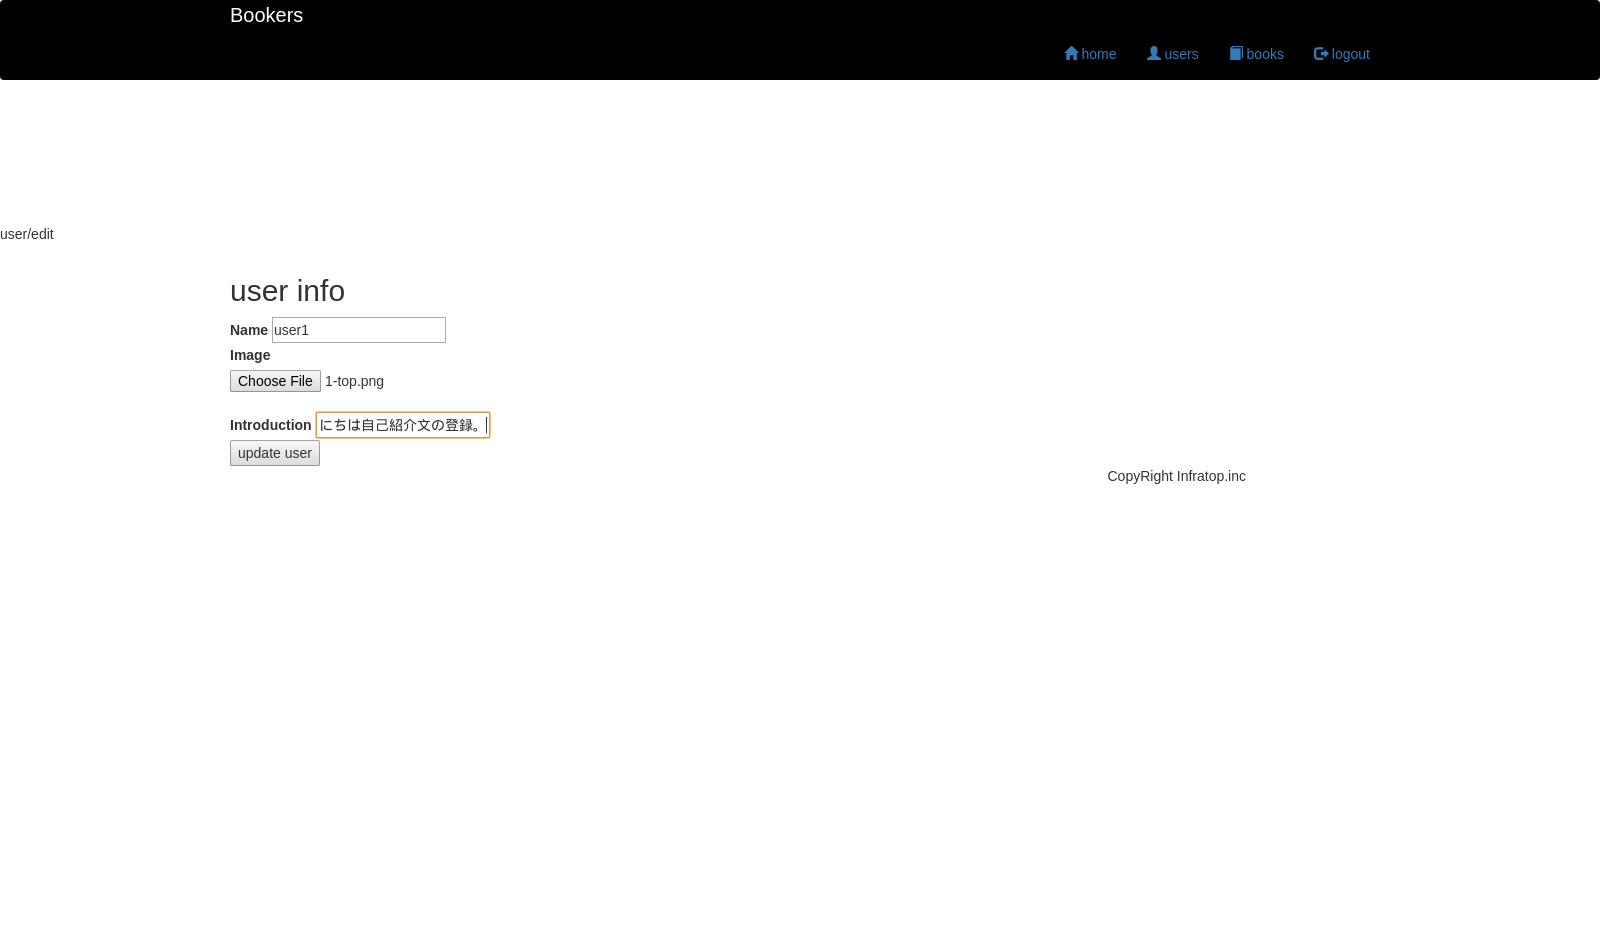 Bookers
home users books logout
user/edit
user info
Name user1
Image
Choose File 1-top.png
Introduction にちは自己紹介文の登録。
update user
CopyRight Infratop.inc